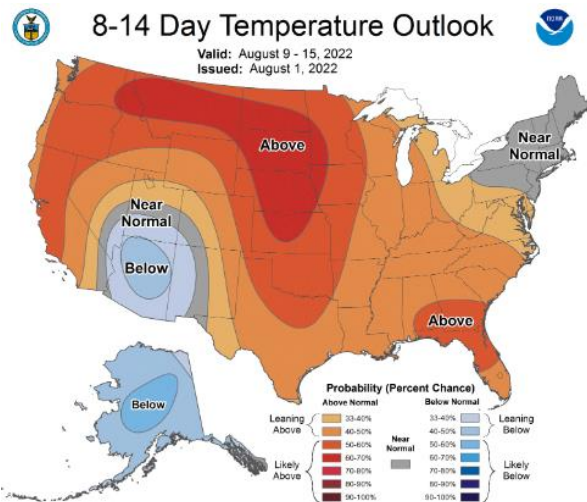 8-14 Day Temperature Outlook
Valid: August 9 - 15, 2022
Issued: August 1, 2022
NOAA
Above
Near
Normal
Near
Normal
Below
Above
Below
Probability (Percent Chance)
Above Normal
Below Normal
Leaning
Above
33-40%
40-50%
Likely
Above
50-60%
60-70%
70-80%
80-90%
90-100%
Near
Normal
33-40%
40-50%
Leaning
Below
50-60%
60-70%
70-80%
80-90%
90-100%
Likely
Below